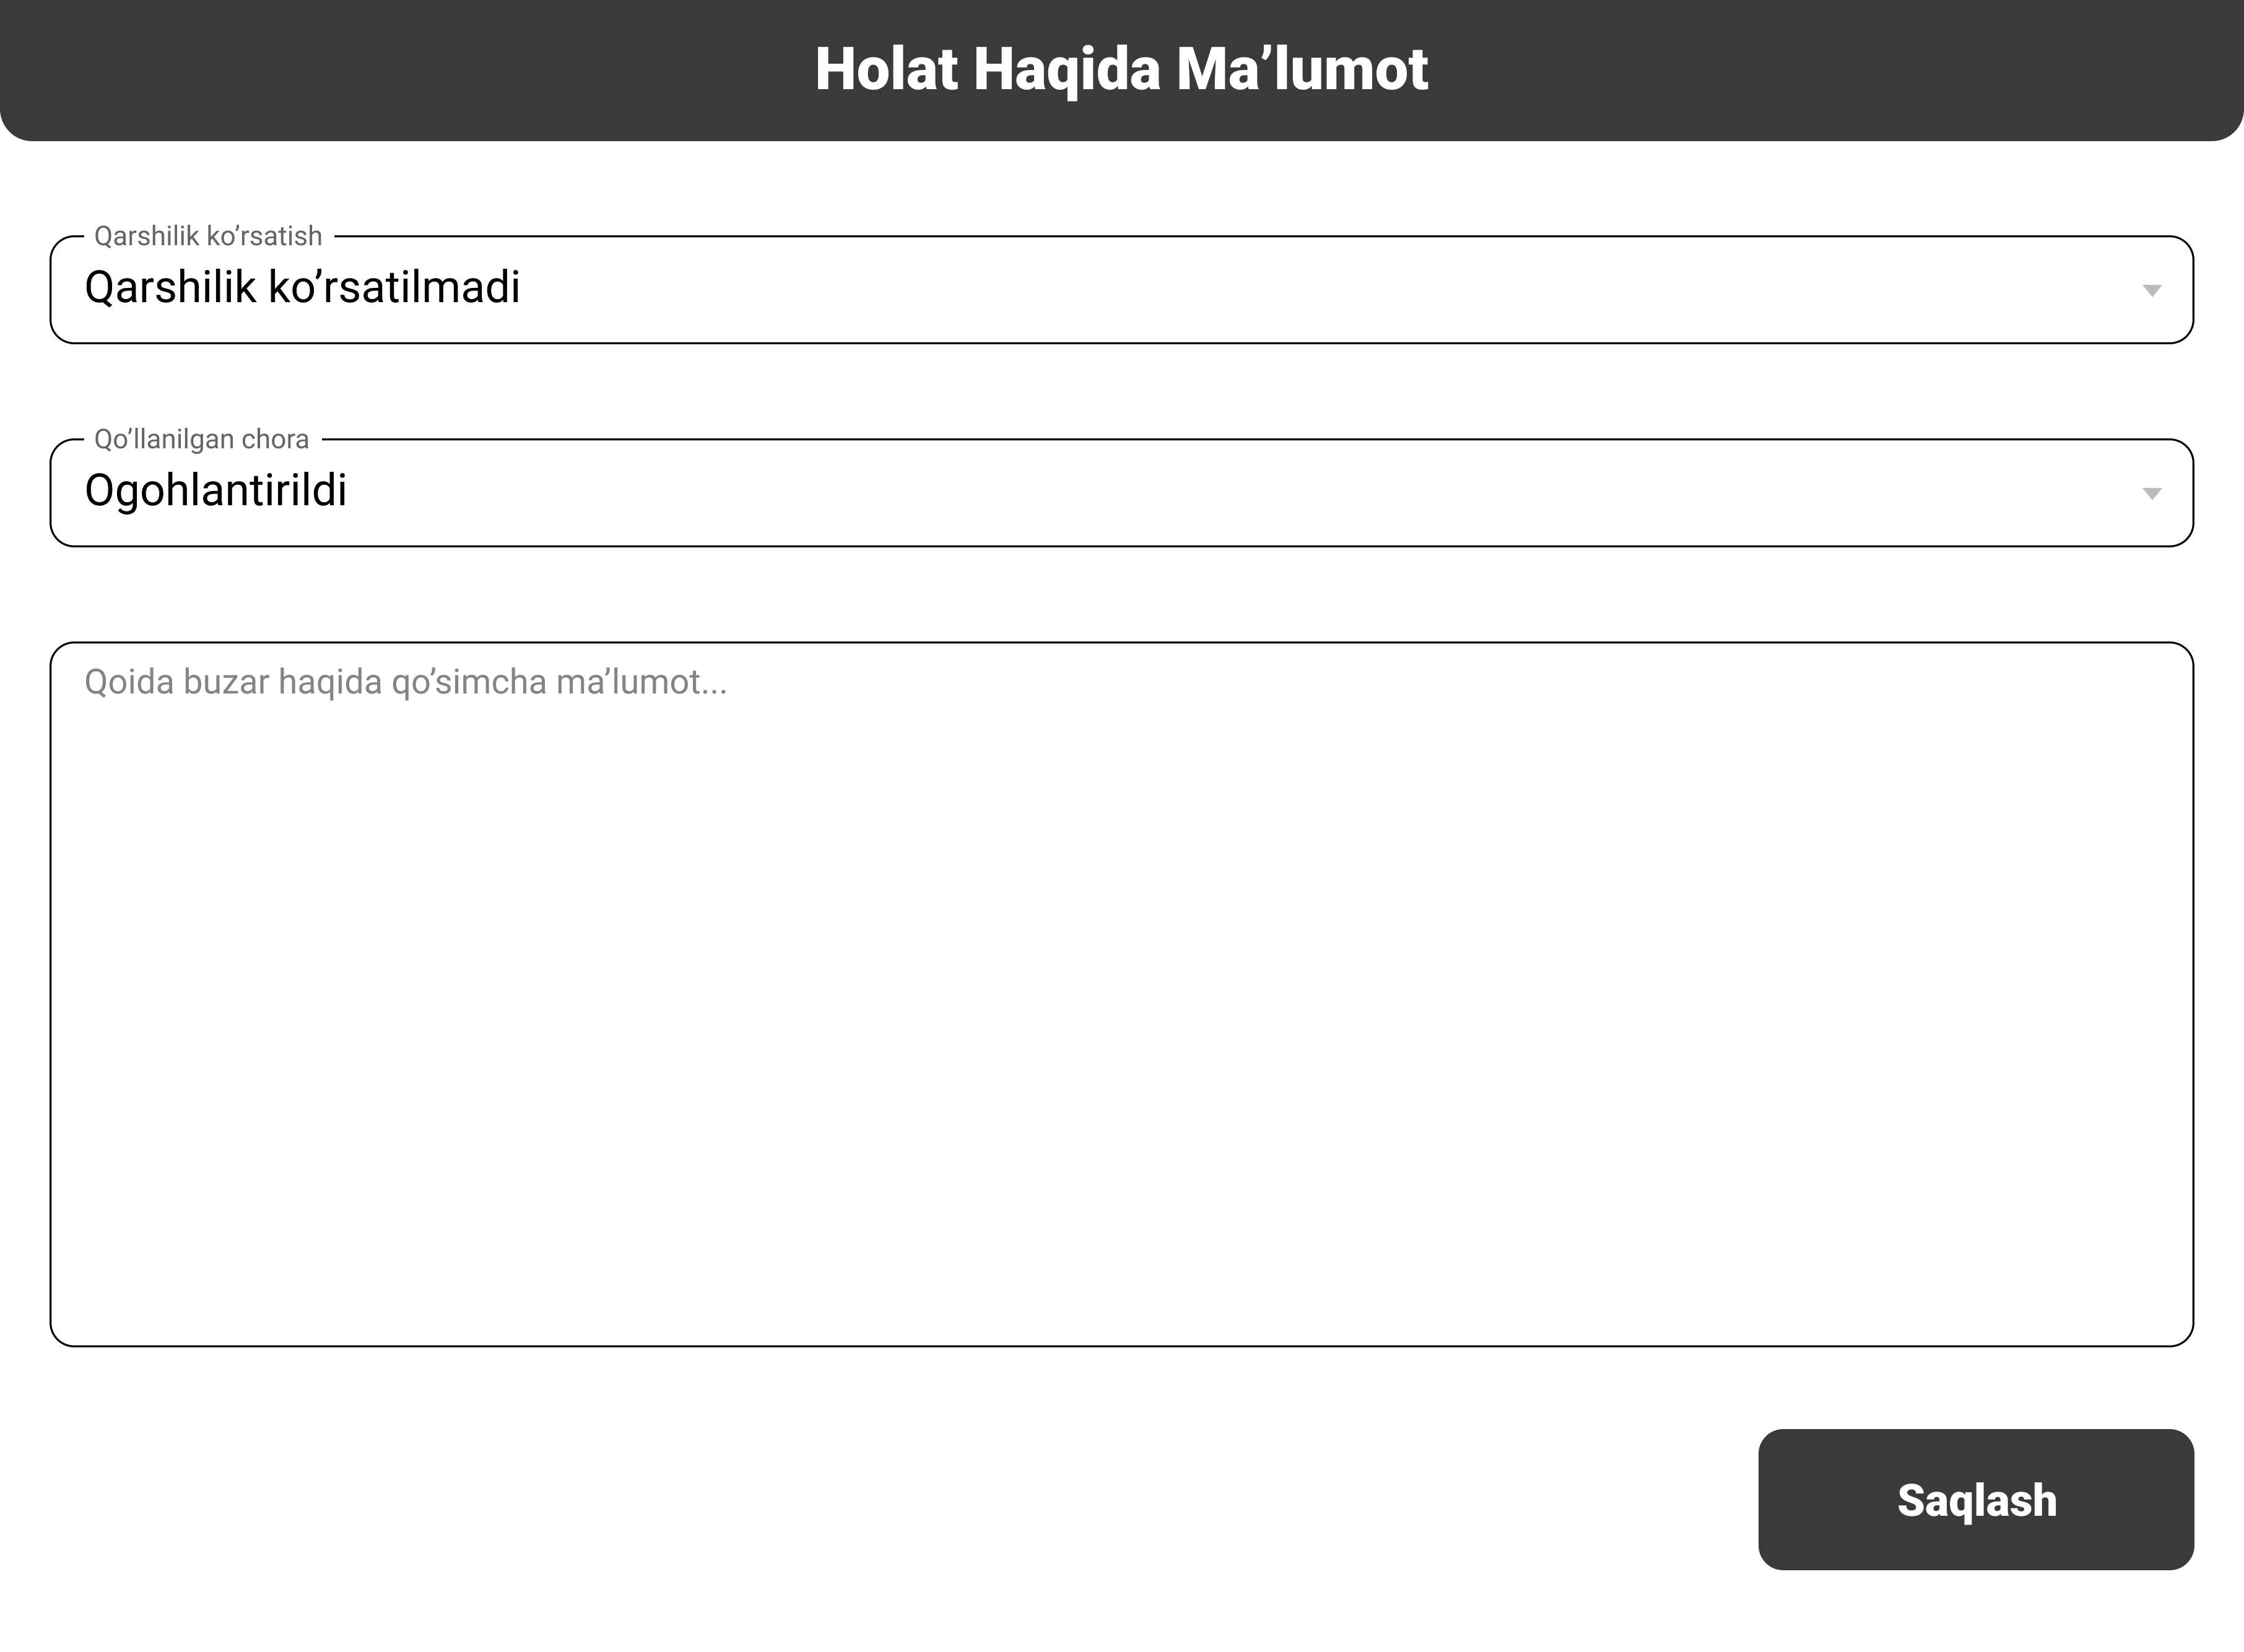 Holat Haqida Ma’lumot
Qarshilik ko’rsatish
Qarshilik ko’rsatilmadi
Qo’llanilgan chora
Ogohlantirildi
Qoida buzar haqida qo’simcha ma’lumot...
Saqlash